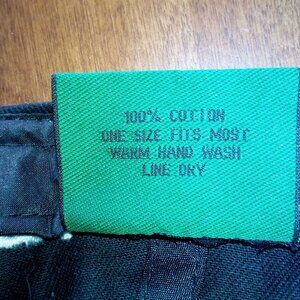 100% COTTON
ONE SIZE FITS MOST
WARM HAND WASH
LINE DRY